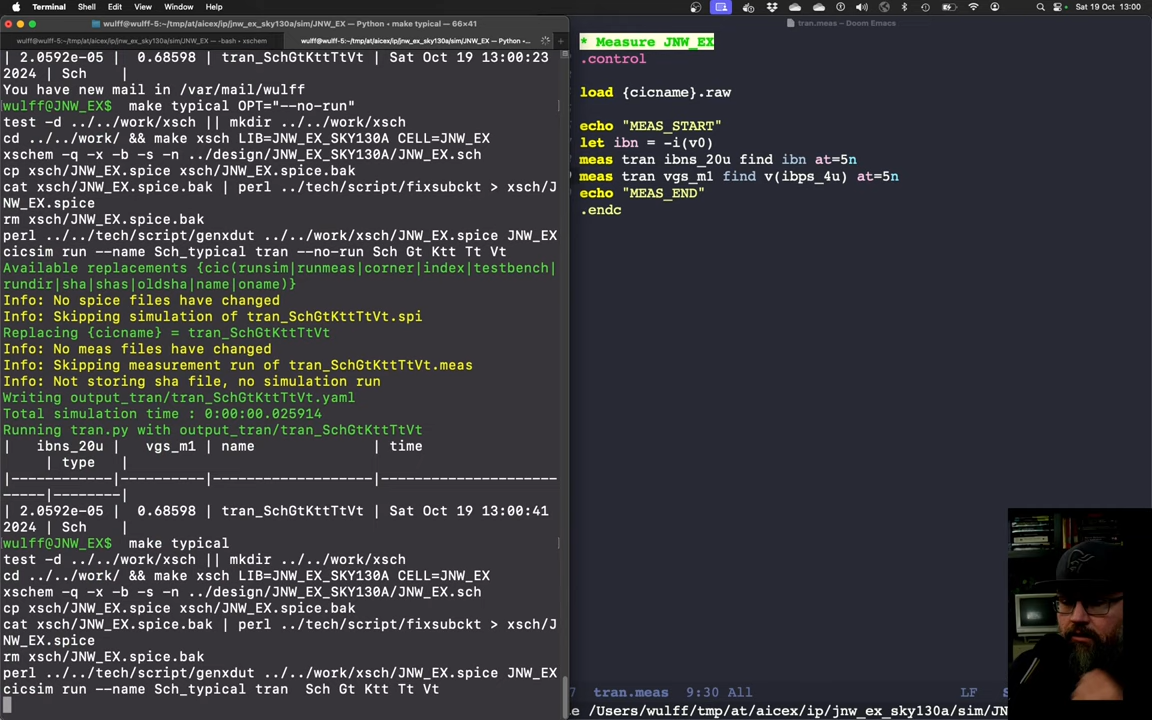 Terminal Shell Edit View Window Help Sat 19 Oct 13:00
wulff@wulff-5:~/tmp/at/aicex/ip/jnw_ex_sky130a/sim/JNW_EX — Python - make typical — 66×41
tran.meas – Doom Emacs
wulff@wulff-5:~/tmp/at/aicex/ip/jnw_ex_sky130a/sim/JNW_EX — -bash • xschem
wulff@wulff-5:~/tmp/at/aicex/ip/jnw_ex_sky130a/sim/JNW_EX — Python •...
| 2.0592e-05 | 0.68598 | tran_SchGtKttTtVt | Sat Oct 19 13:00:23
2024 | Sch |
You have new mail in /var/mail/wulff
wulff@JNW_EX$ make typical OPT="--no-run"
test -d ../../work/xsch || mkdir ../../work/xsch
cd ../../work/ && make xsch LIB=JNW_EX_SKY130A CELL=JNW_EX
xschem -q -x -b -s -n ../design/JNW_EX_SKY130A/JNW_EX.sch
cp xsch/JNW_EX.spice xsch/JNW_EX.spice.bak
cat xsch/JNW_EX.spice.bak | perl ../tech/script/fixsubckt > xsch/J
NW_EX.spice
rm xsch/JNW_EX.spice.bak
perl ../../tech/script/genxdut ../../work/xsch/JNW_EX.spice JNW_EX
cicsim run --name Sch_typical tran --no-run Sch Gt Ktt Tt Vt
Available replacements {cic(runsim|runmeas|corner|index|testbench|
rundir|sha|shas|oldsha|name|oname)}
Info: No spice files have changed
Info: Skipping simulation of tran_SchGtKttTtVt.spi
Replacing {cicname} = tran_SchGtKttTtVt
Info: No meas files have changed
Info: Skipping measurement run of tran_SchGtKttTtVt.meas
Info: Not storing sha file, no simulation run
Writing output_tran/tran_SchGtKttTtVt.yaml
Total simulation time : 0:00:00.025914
Running tran.py with output_tran/tran_SchGtKttTtVt
| ibns_20u | vgs_m1 | name | time
| type |
|------------|----------|-------------------|--------------------
-----|--------|
| 2.0592e-05 | 0.68598 | tran_SchGtKttTtVt | Sat Oct 19 13:00:41
2024 | Sch |
wulff@JNW_EX$ make typical
test -d ../../work/xsch || mkdir ../../work/xsch
cd ../../work/ && make xsch LIB=JNW_EX_SKY130A CELL=JNW_EX
xschem -q -x -b -s -n ../design/JNW_EX_SKY130A/JNW_EX.sch
cp xsch/JNW_EX.spice xsch/JNW_EX.spice.bak
cat xsch/JNW_EX.spice.bak | perl ../tech/script/fixsubckt > xsch/J
NW_EX.spice
rm xsch/JNW_EX.spice.bak
perl ../../tech/script/genxdut ../../work/xsch/JNW_EX.spice JNW_EX
cicsim run --name Sch_typical tran  Sch Gt Ktt Tt Vt
* Measure JNW_EX
.control
load {cicname}.raw
echo "MEAS_START"
let ibn = -i(v0)
meas tran ibns_20u find ibn at=5n
meas tran vgs_m1 find v(ibps_4u) at=5n
echo "MEAS_END"
.endc
tran.meas 9:30 All LF
/Users/wulff/tmp/at/aicex/ip/jnw_ex_sky130a/sim/JN